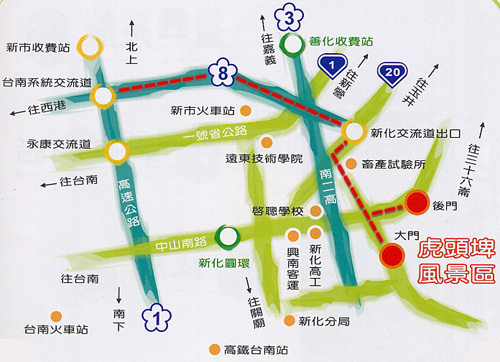 3
往嘉義
善化收費站
北上
新市收費站
1
往新營
20
往玉井
台南系統交流道
8
往西港
新市火車站
新化交流道出口
一號省公路
永康交流道
遠東技術學院
畜產試驗所
往三十六灣
往台南
高速公路
南二高
啓聰學校
後門
中山南路
大門
虎頭埤
風景區
新化圓環
興南客運
新化高工
往台南
往關廟
南下
1
台南火車站
新化分局
高鐵台南站